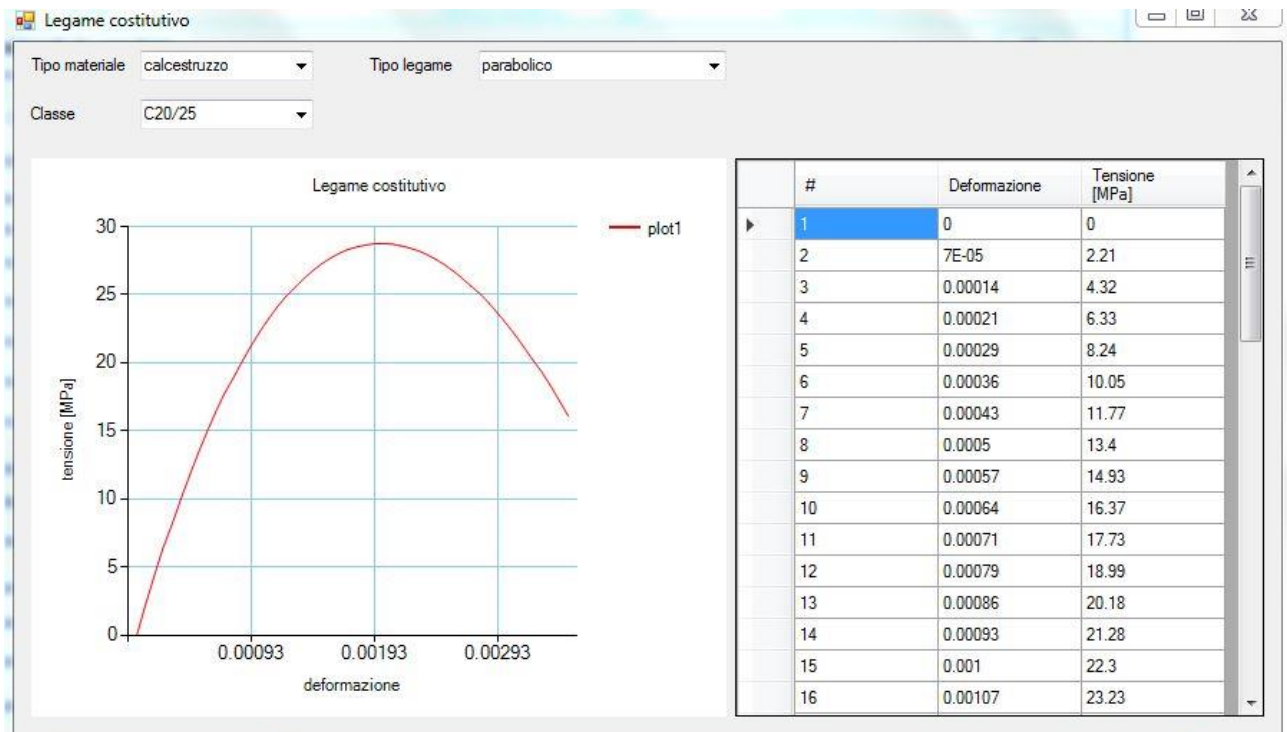 Legame costitutivo
Tipo materiale calcestruzzo Tipo legame parabolico
Classe C20/25
Legame costitutivo
plot1
30
25
20
15
10
5
0
tensione [MPa]
0.00093 0.00193 0.00293
deformazione
# Deformazione Tensione
[MPa]
1 0 0
2 7E-05 2.21
3 0.00014 4.32
4 0.00021 6.33
5 0.00029 8.24
6 0.00036 10.05
7 0.00043 11.77
8 0.0005 13.4
9 0.00057 14.93
10 0.00064 16.37
11 0.00071 17.73
12 0.00079 18.99
13 0.00086 20.18
14 0.00093 21.28
15 0.001 22.3
16 0.00107 23.23